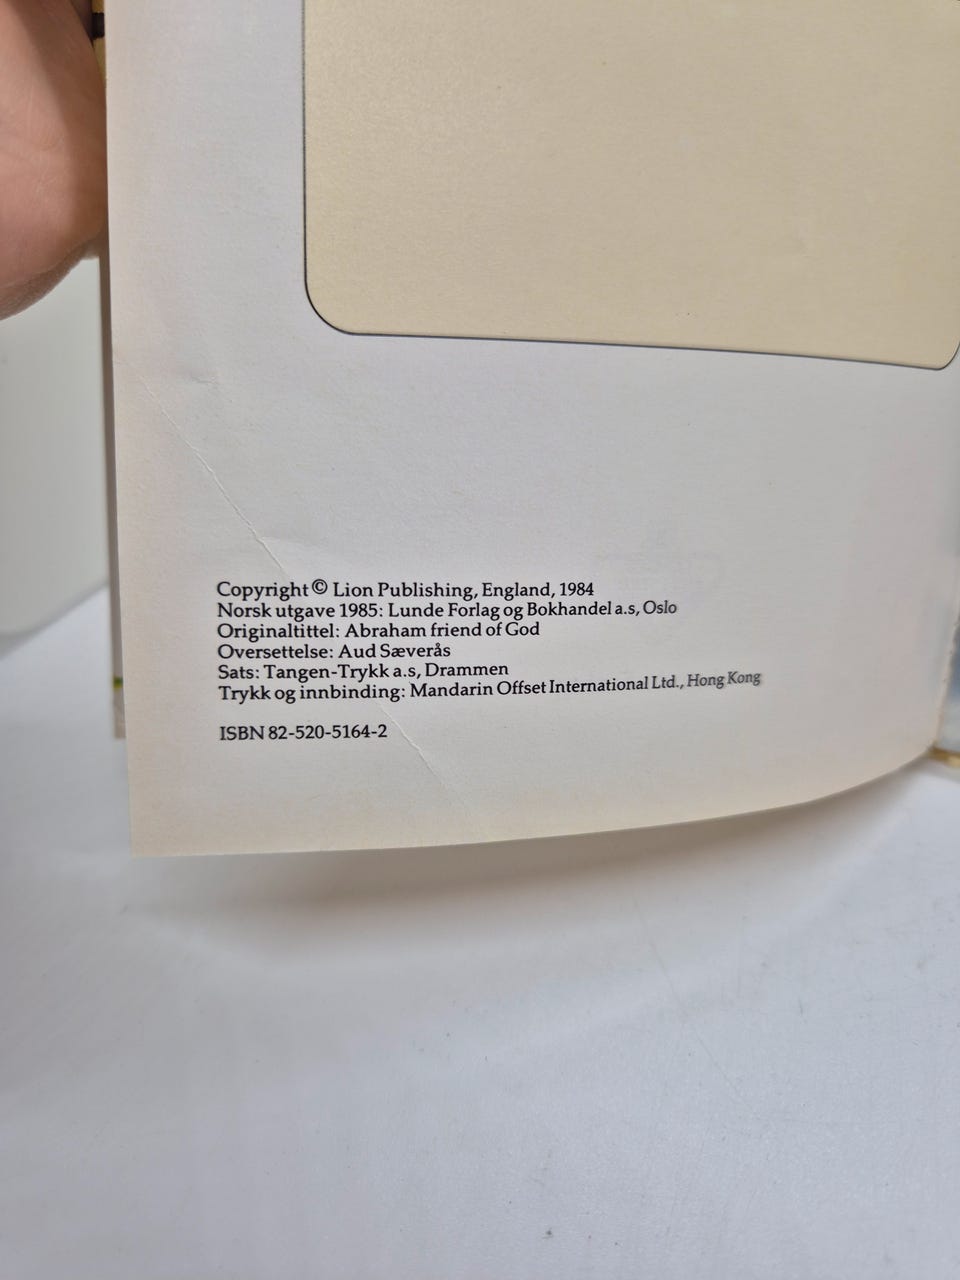 Copyright © Lion Publishing, England, 1984
Norsk utgave 1985: Lunde Forlag og Bokhandel a.s, Oslo
Originaltittel: Abraham friend of God
Oversettelse: Aud Sæverås
Sats: Tangen-Trykk a.s, Drammen
Trykk og innbinding: Mandarin Offset International Ltd., Hong Kong
ISBN 82-520-5164-2